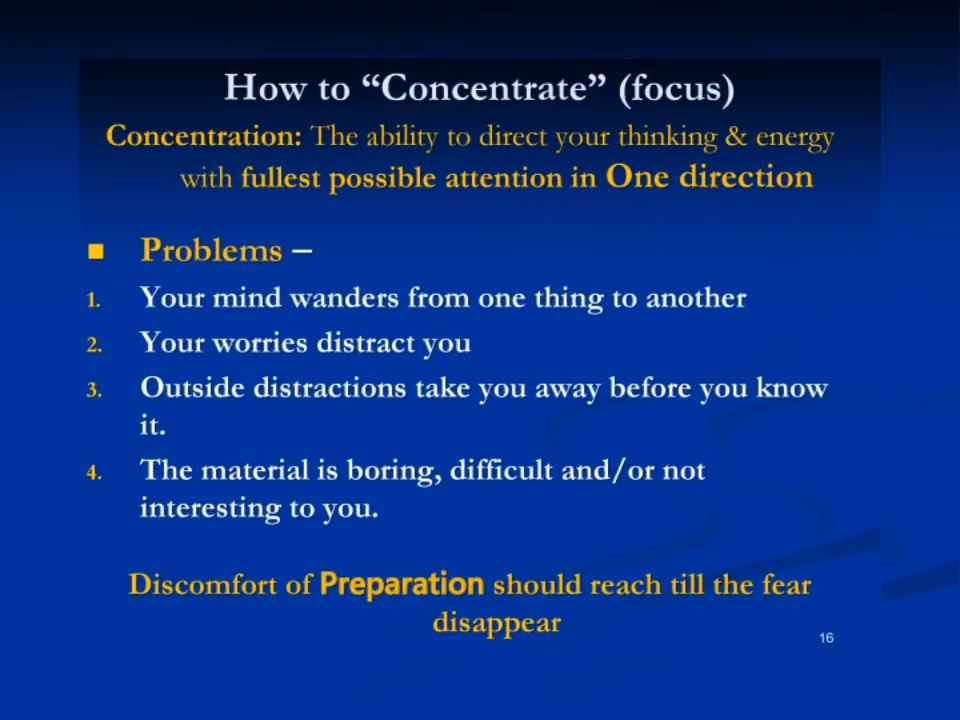 How to “Concentrate” (focus)
Concentration: The ability to direct your thinking & energy
with fullest possible attention in One direction
■ Problems –
1. Your mind wanders from one thing to another
2. Your worries distract you
3. Outside distractions take you away before you know
it.
4. The material is boring, difficult and/or not
interesting to you.
Discomfort of Preparation should reach till the fear
disappear
16